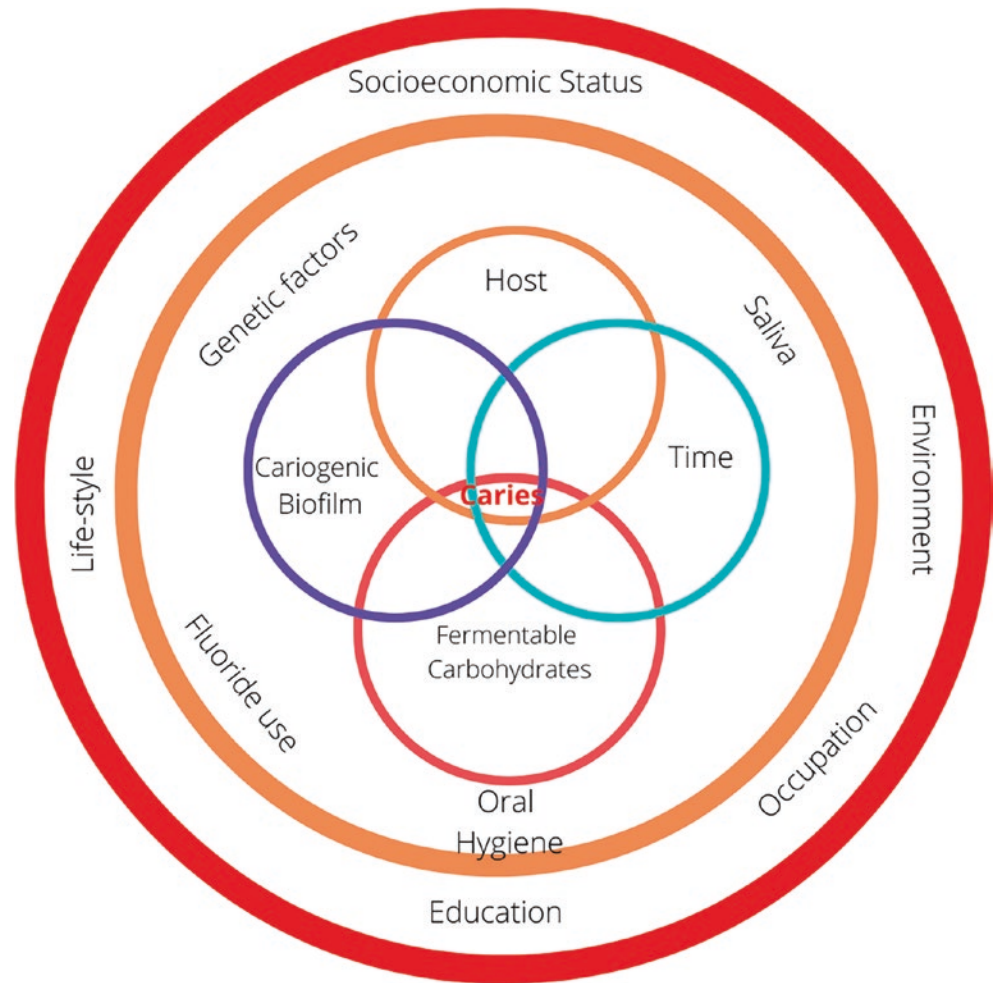 Socioeconomic Status
Genetic factors
Host
Saliva
Life-style
Cariogenic
Biofilm
Time
Environment
Caries
Fermentable
Carbohydrates
Fluoride use
Occupation
Oral
Hygiene
Education